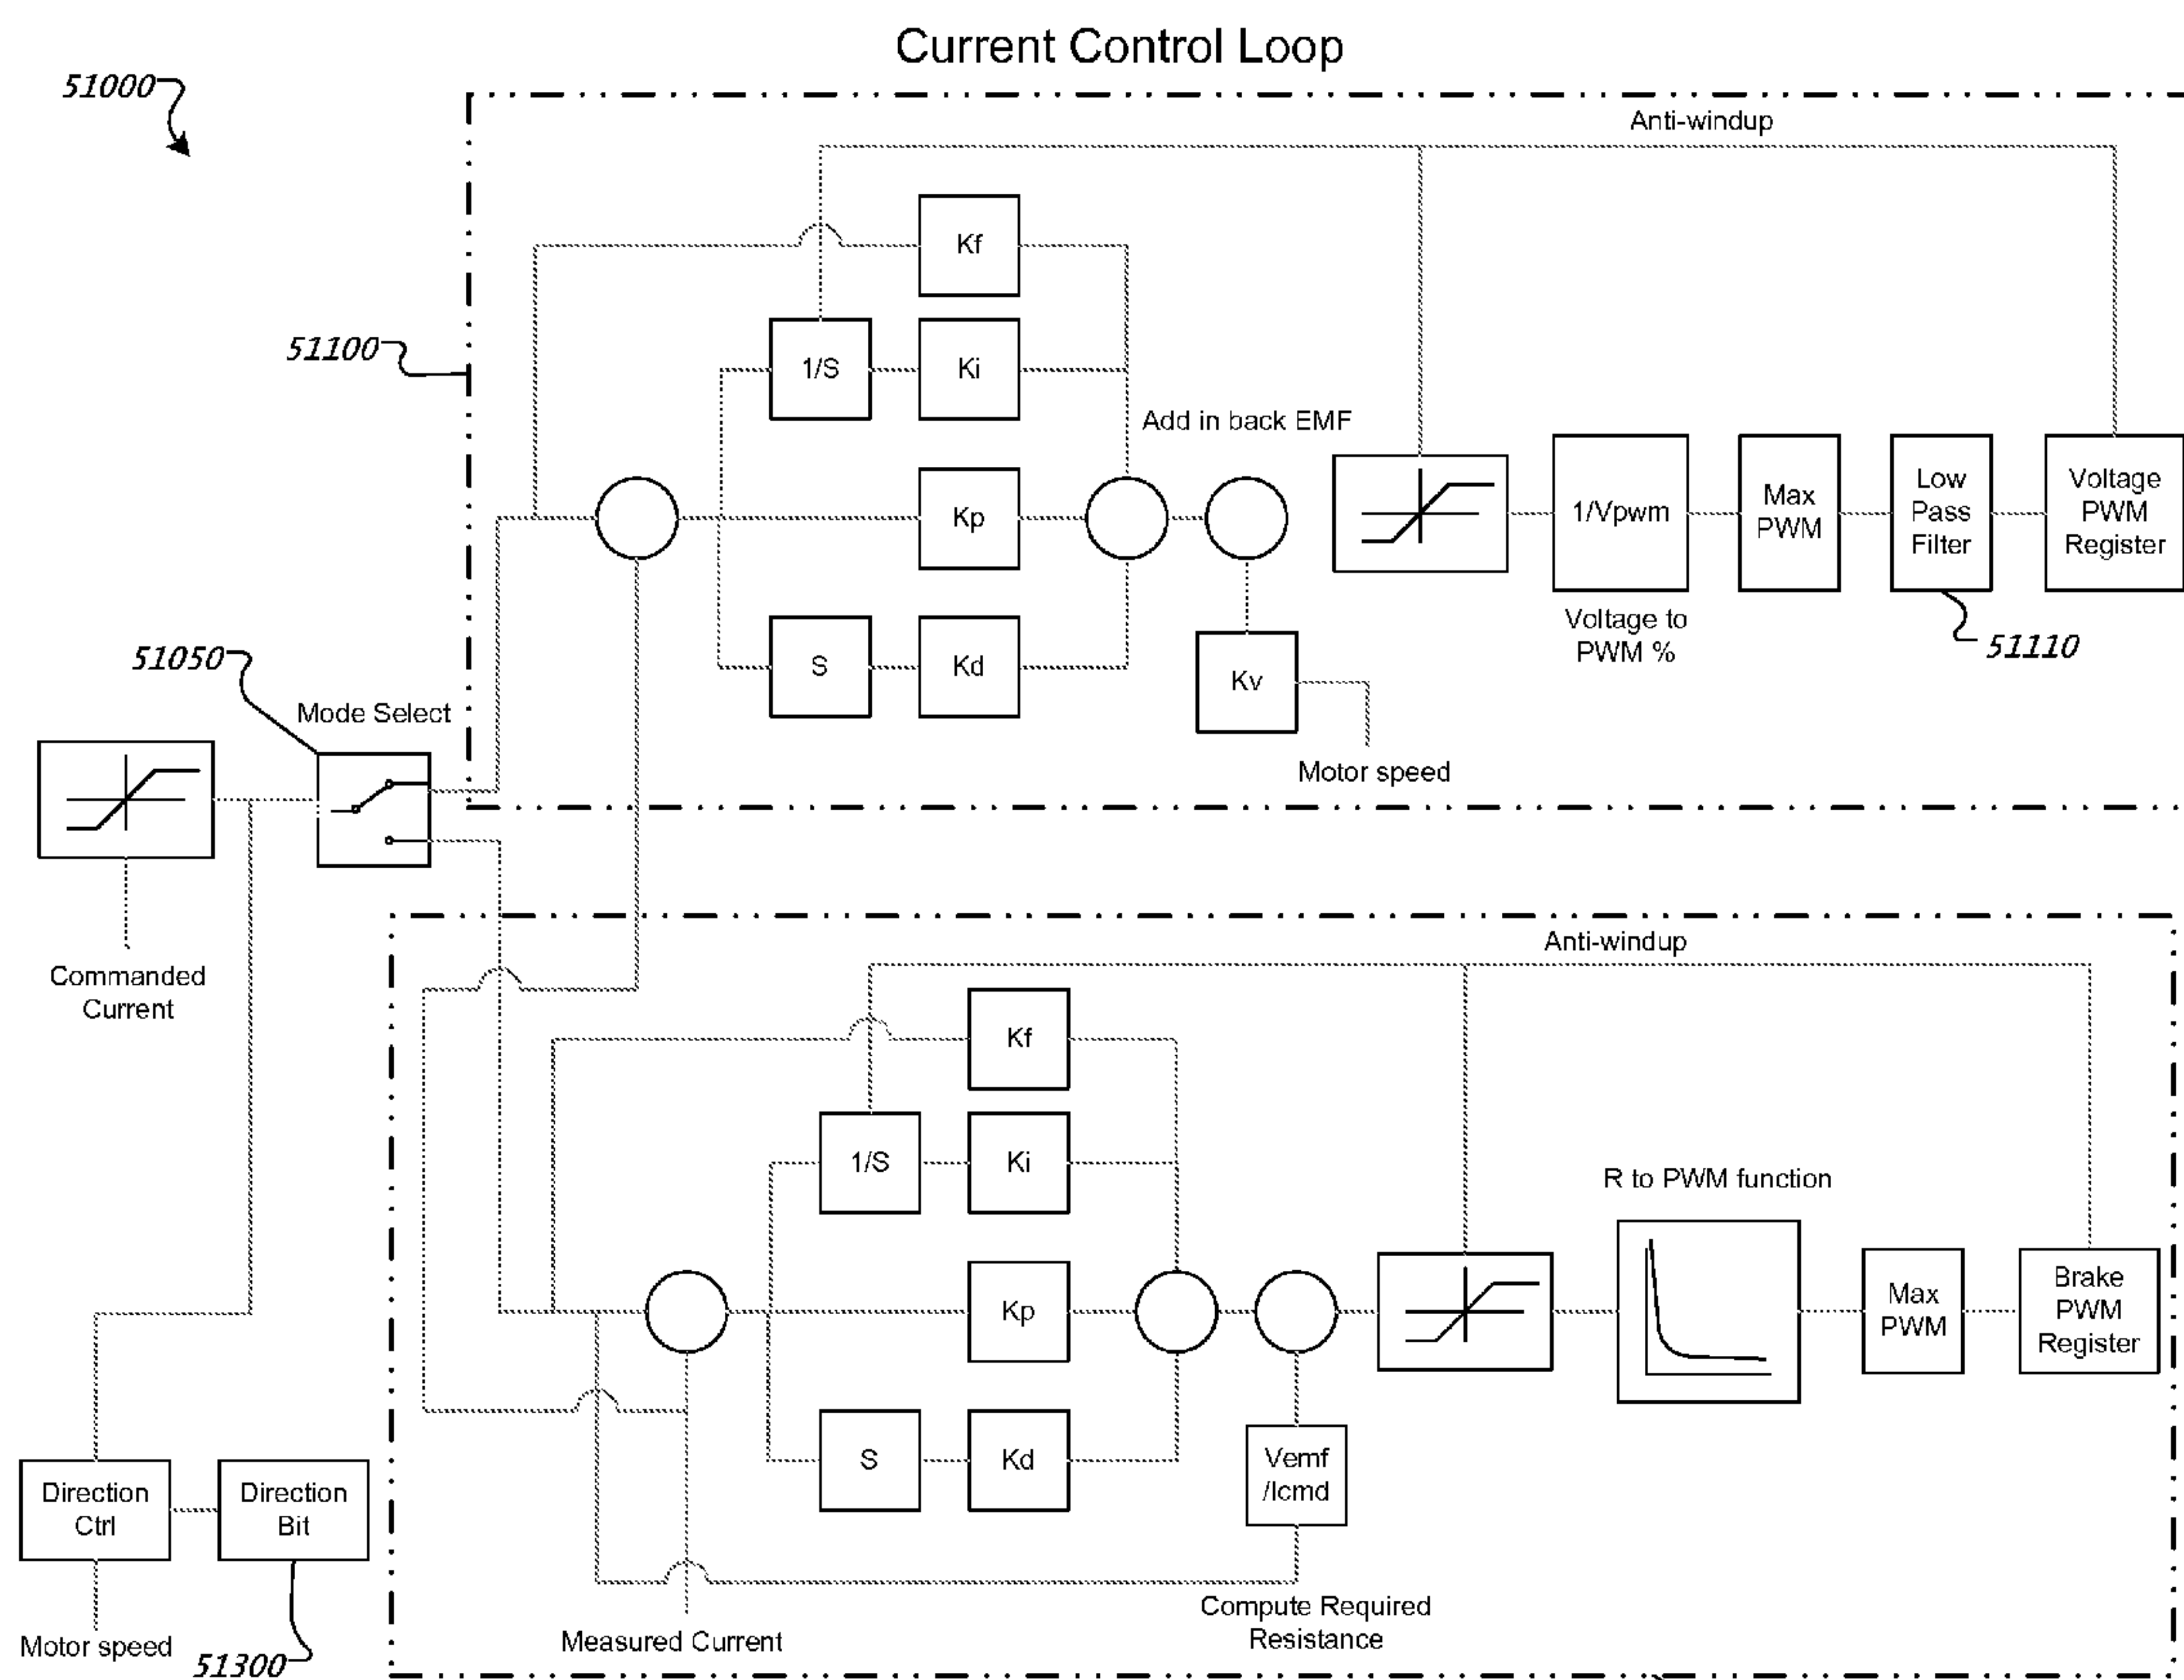 Current Control Loop
51000
Anti-windup
Kf
51100
1/S
Ki
Add in back EMF
Kp
1/Vpwm
Max
PWM
Low
Pass
Filter
Voltage
PWM
Register
Voltage to
PWM %
51110
S
Kd
Kv
Motor speed
51050
Mode Select
Commanded
Current
Anti-windup
Kf
1/S
Ki
R to PWM function
Kp
Max
PWM
Brake
PWM
Register
S
Kd
Vemf
/Icmd
Direction
Ctrl
Direction
Bit
Compute Required
Resistance
Measured Current
Motor speed
51300